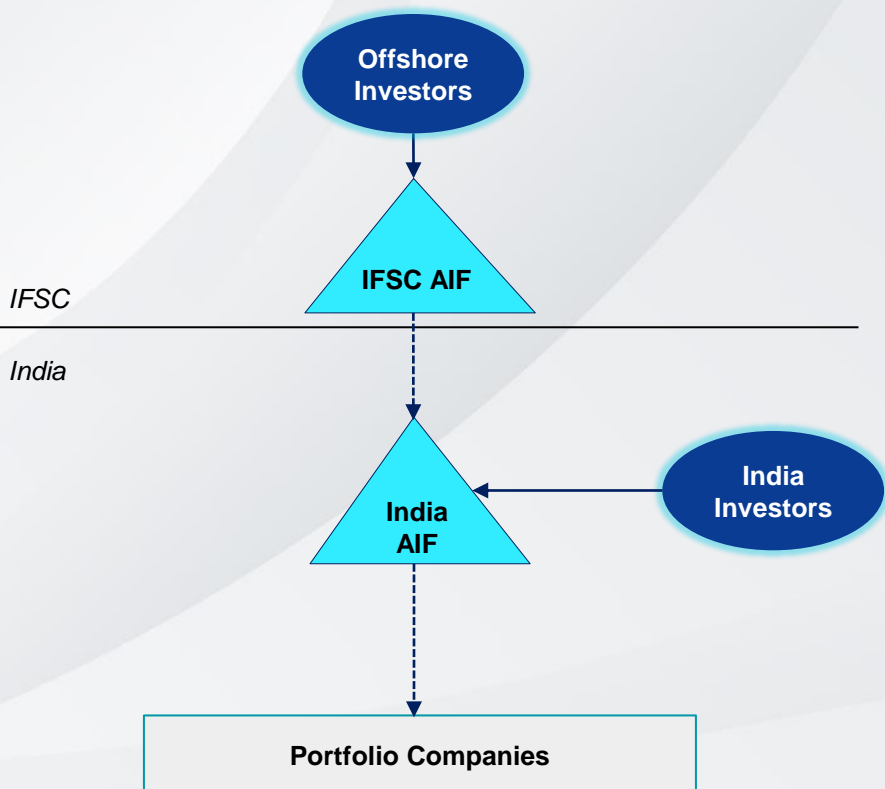 Offshore
Investors
IFSC AIF
IFSC
India
India
AIF
India
Investors
Portfolio Companies